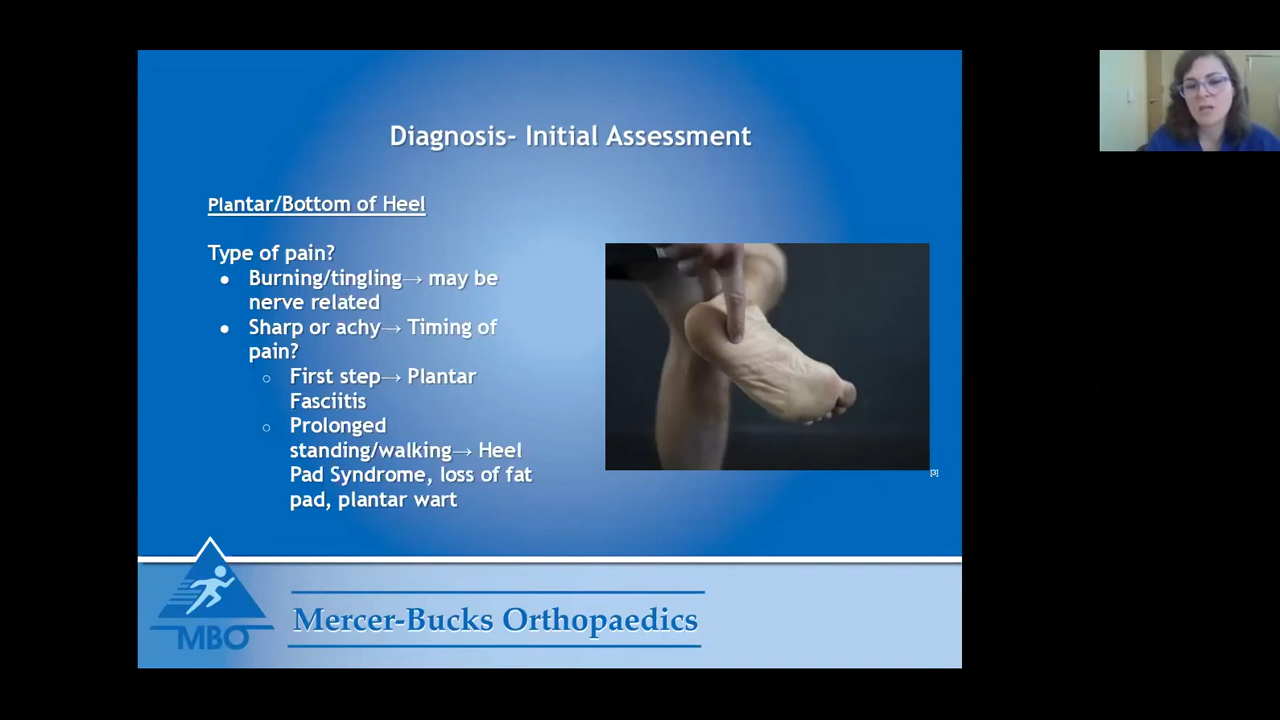 Diagnosis- Initial Assessment
Plantar/Bottom of Heel
Type of pain?
● Burning/tingling→ may be
nerve related
● Sharp or achy→ Timing of
pain?
○ First step→ Plantar
Fasciitis
○ Prolonged
standing/walking→ Heel
Pad Syndrome, loss of fat
pad, plantar wart
[3]
MBO
Mercer-Bucks Orthopaedics